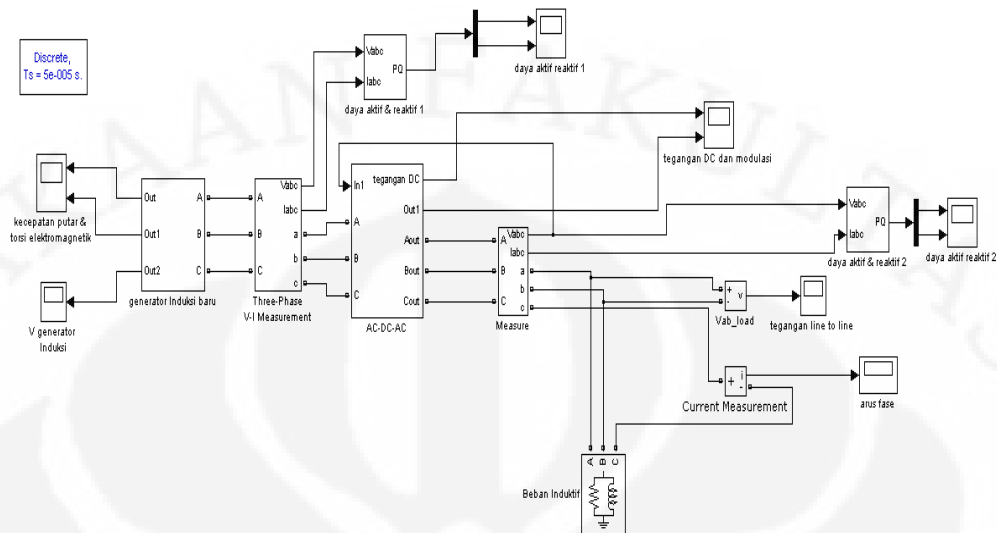 Discrete,
Ts = 5e-005 s.
Vabc
Iabc
PQ
daya aktif & reaktif 1
daya aktif reaktif 1
tegangan DC dan modulasi
kecepatan putar &
torsi elektromagnetik
V generator
Induksi
Out
Out1
Out2
A
B
C
generator Induksi baru
A
B
C
Vabc
Iabc
a
b
c
Three-Phase
V-I Measurement
In1
A
B
C
tegangan DC
Out1
Aout
Bout
Cout
AC-DC-AC
A
B
C
Vabc
Iabc
a
b
c
Measure
Vabc
Iabc
PQ
daya aktif & reaktif 2
daya aktif reaktif 2
+
-
v
Vab_load
tegangan line to line
+
i
-
Current Measurement
arus fase
A
B
C
Beban Induktif
KAAN FAKULTAS